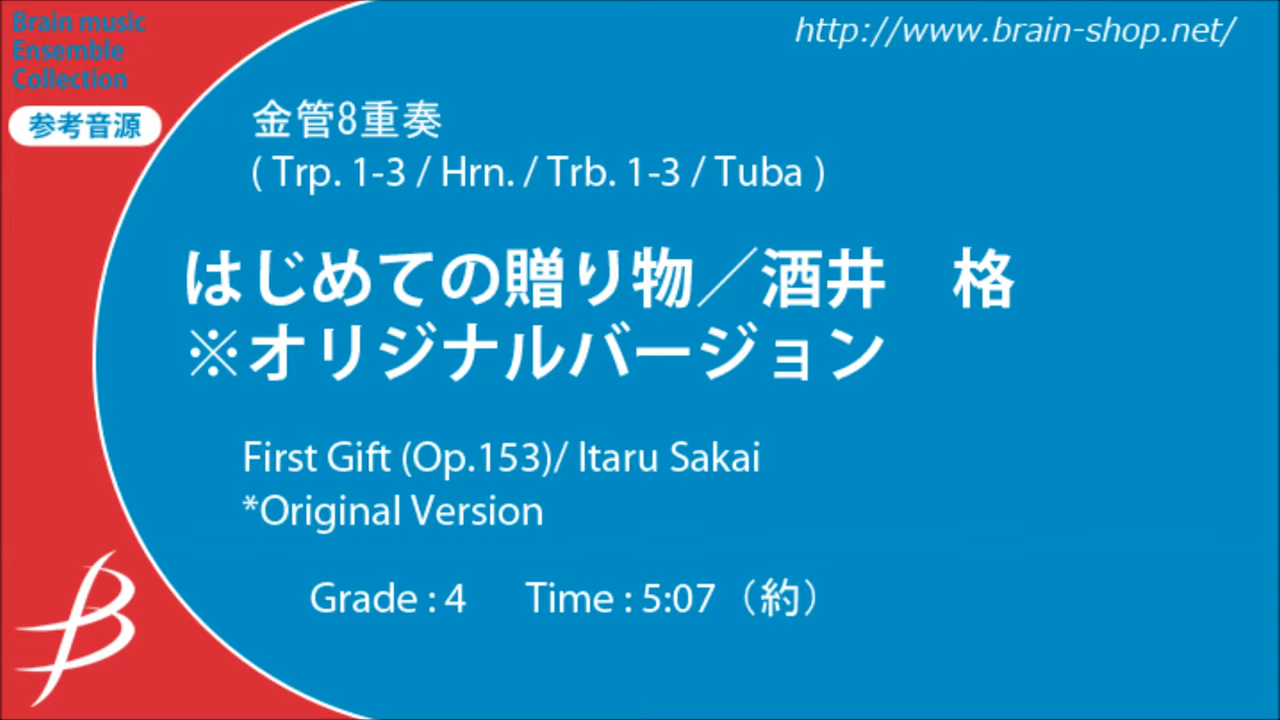 Brain music
Ensemble
Collection
参考音源
http://www.brain-shop.net/
金管8重奏
( Trp. 1-3 / Hrn. / Trb. 1-3 / Tuba )
はじめての贈り物／酒井　格
※オリジナルバージョン
First Gift (Op.153)/ Itaru Sakai
*Original Version
Grade : 4　Time : 5:07（約）